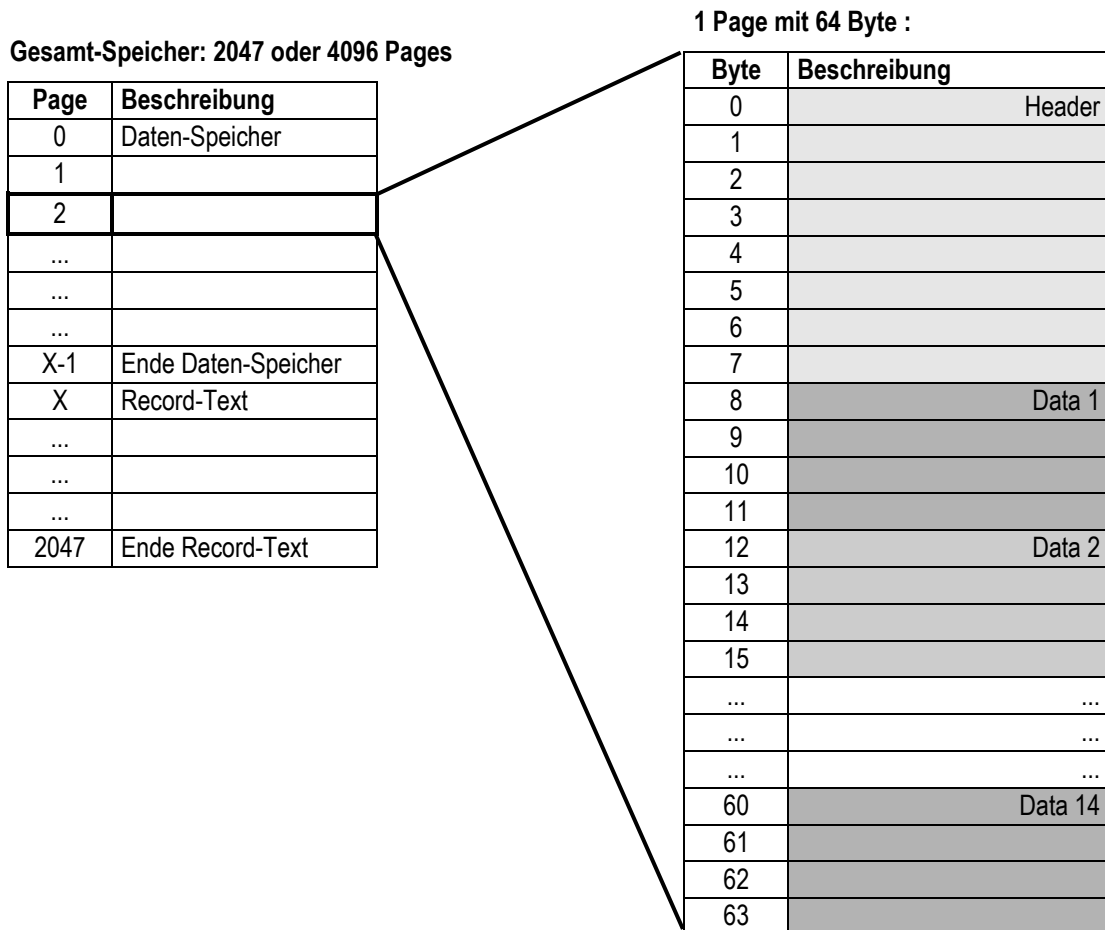 Gesamt-Speicher: 2047 oder 4096 Pages
Page Beschreibung
0 Daten-Speicher
1
2
...
...
...
X-1 Ende Daten-Speicher
X Record-Text
...
...
...
2047 Ende Record-Text
1 Page mit 64 Byte :
Byte Beschreibung
0 Header
1
2
3
4
5
6
7
8 Data 1
9
10
11
12 Data 2
13
14
15
... ...
... ...
... ...
60 Data 14
61
62
63